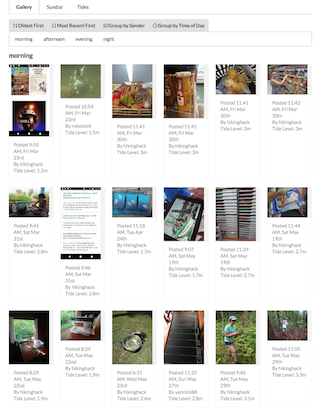 Gallery Sundial Tides
Oldest First Most Recent First Group by Sender Group by Time of Day
morning afternoon evening night
morning
Posted 9:55
AM, Fri Mar
23rd
By hikinghack
Tide Level: 1.2m
Posted 10:54
AM, Fri Mar
23rd
By robotmrk
Tide Level: 1.5m
Posted 11:41
AM, Fri Mar
30th
By hikinghack
Tide Level: 3m
Posted 11:41
AM, Fri Mar
30th
By hikinghack
Tide Level: 3m
Posted 11:41
AM, Fri Mar
30th
By hikinghack
Tide Level: 3m
Posted 11:42
AM, Fri Mar
30th
By hikinghack
Tide Level: 3m
Posted 9:45
AM, Sat Mar
31st
By hikinghack
Tide Level: 2.8m
Posted 9:46
AM, Sat Mar
31st
By hikinghack
Tide Level: 2.8m
Posted 11:18
AM, Tue Apr
24th
By hikinghack
Tide Level: 1.7m
Posted 9:07
AM, Sat May
19th
By hikinghack
Tide Level: 1.7m
Posted 11:29
AM, Sat May
19th
By hikinghack
Tide Level: 2.7m
Posted 11:44
AM, Sat May
19th
By hikinghack
Tide Level: 2.7m
Posted 8:29
AM, Tue May
22nd
By hikinghack
Tide Level: 1.9m
Posted 8:29
AM, Tue May
22nd
By hikinghack
Tide Level: 1.9m
Posted 6:31
AM, Wed May
23rd
By hikinghack
Tide Level: 2.6m
Posted 11:25
AM, Sun May
27th
By yannick88
Tide Level: 2.8m
Posted 9:40
AM, Tue May
29th
By hikinghack
Tide Level: 3.1m
Posted 11:03
AM, Tue May
29th
By hikinghack
Tide Level: 3.3m